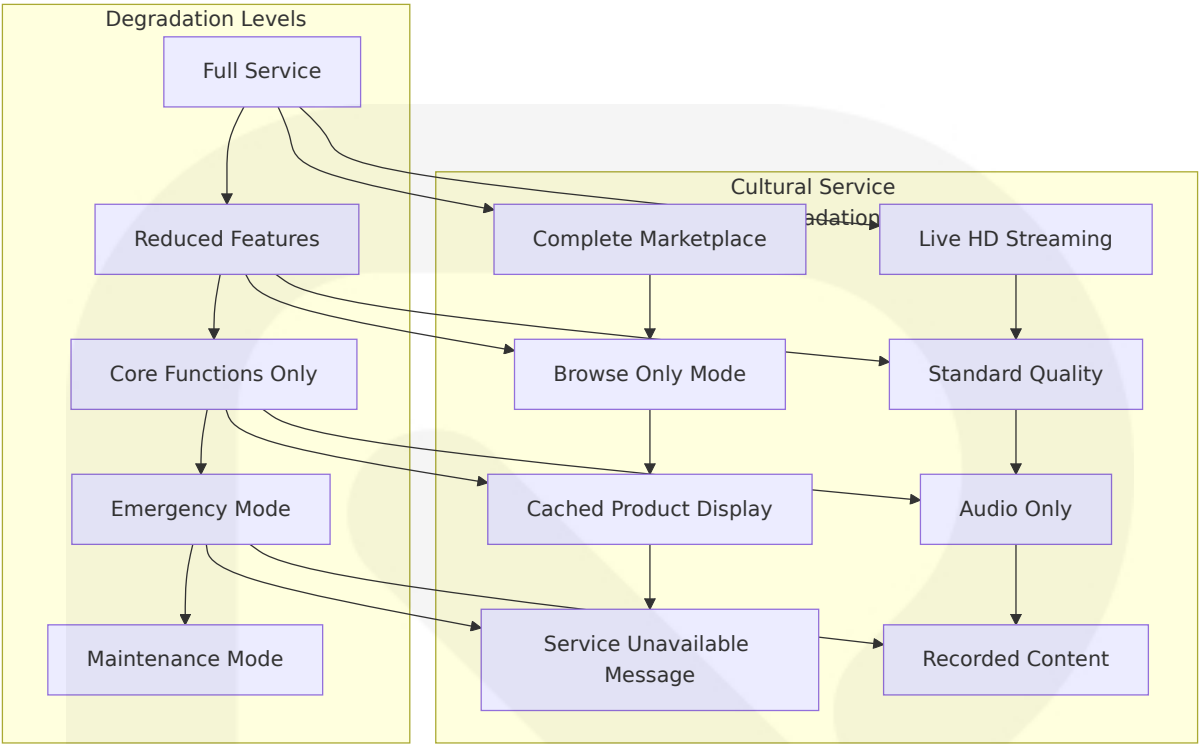 Degradation Levels
Full Service
Cultural Service
adation
Reduced Features
Complete Marketplace
Live HD Streaming
Core Functions Only
Browse Only Mode
Standard Quality
Emergency Mode
Cached Product Display
Audio Only
Maintenance Mode
Service Unavailable
Message
Recorded Content